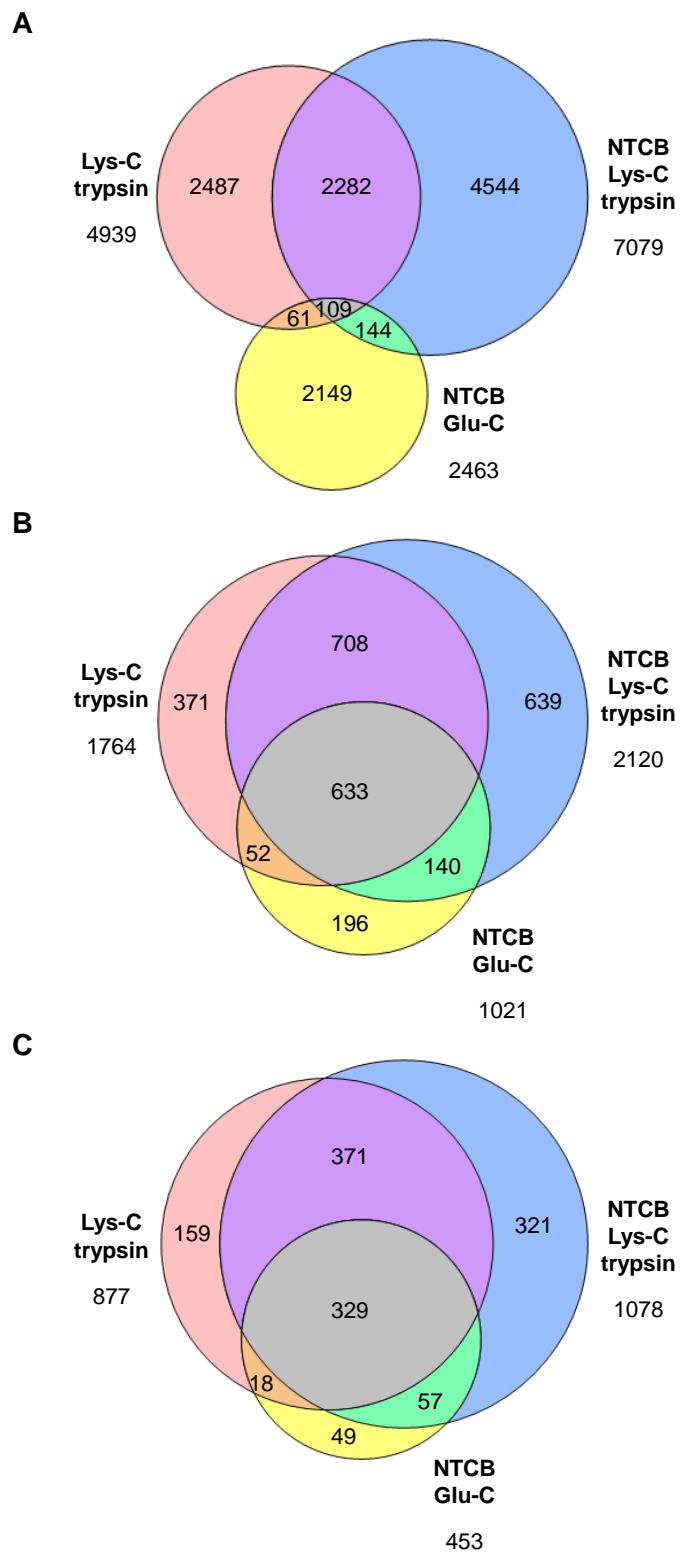 A
Lys-C
trypsin
4939
2487
2282
4544
NTCB
Lys-C
trypsin
7079
61
109
144
2149
NTCB
Glu-C
2463
B
Lys-C
trypsin
1764
371
708
639
NTCB
Lys-C
trypsin
2120
633
52
140
196
NTCB
Glu-C
1021
C
Lys-C
trypsin
877
159
371
321
NTCB
Lys-C
trypsin
1078
329
18
57
49
NTCB
Glu-C
453